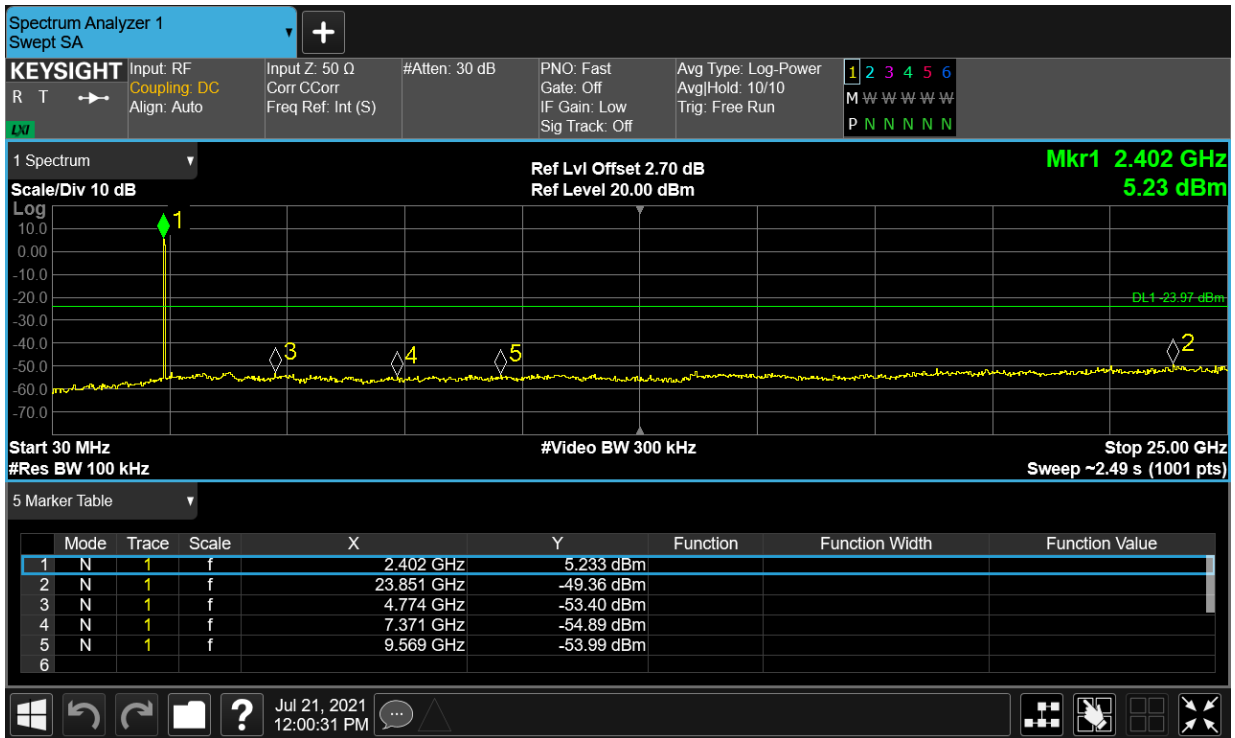 Spectrum Analyzer 1
Swept SA
KEYSIGHT
R T
LXI
Input: RF
Coupling: DC
Align: Auto
Input Z: 50 Ω
Corr CCorr
Freq Ref: Int (S)
#Atten: 30 dB
PNO: Fast
Gate: Off
IF Gain: Low
Sig Track: Off
Avg Type: Log-Power
Avg|Hold: 10/10
Trig: Free Run
1 2 3 4 5 6
M W W W W W
P N N N N N
1 Spectrum
Scale/Div 10 dB
Ref Lvl Offset 2.70 dB
Ref Level 20.00 dBm
Mkr1 2.402 GHz
5.23 dBm
Log
10.0
0.00
-10.0
-20.0
-30.0
-40.0
-50.0
-60.0
-70.0
1
DL1 -23.97 dBm
2
3
4
5
Start 30 MHz
#Res BW 100 kHz
#Video BW 300 kHz
Stop 25.00 GHz
Sweep ~2.49 s (1001 pts)
5 Marker Table
Mode Trace Scale X Y Function Function Width Function Value
1 N 1 f 2.402 GHz 5.233 dBm
2 N 1 f 23.851 GHz -49.36 dBm
3 N 1 f 4.774 GHz -53.40 dBm
4 N 1 f 7.371 GHz -54.89 dBm
5 N 1 f 9.569 GHz -53.99 dBm
6
?
Jul 21, 2021
12:00:31 PM